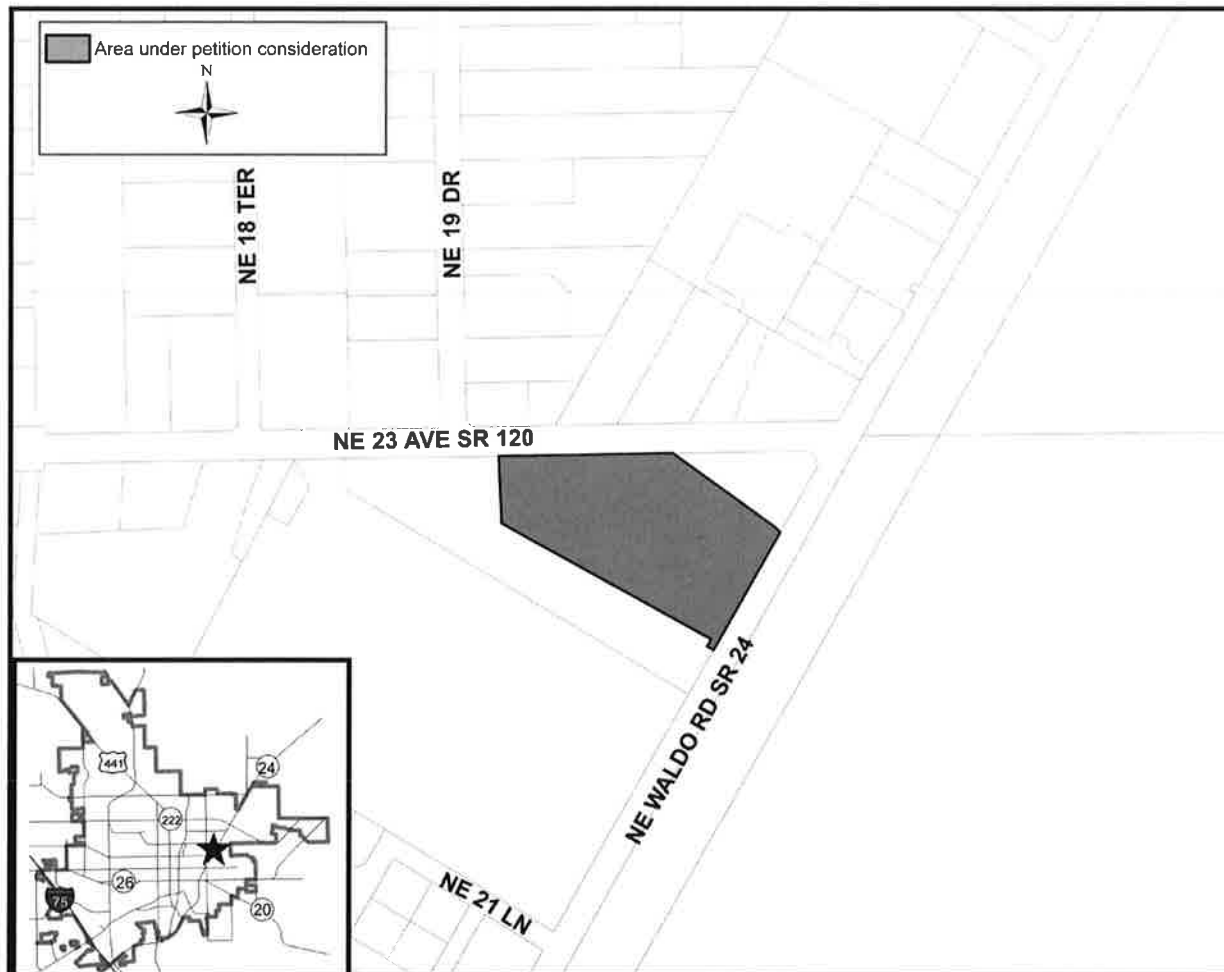 Area under petition consideration
N
NE 18 TER
NE 19 DR
NE 23 AVE SR 120
NE WALDO RD SR 24
NE 21 LN
441
24
222
26
75
20